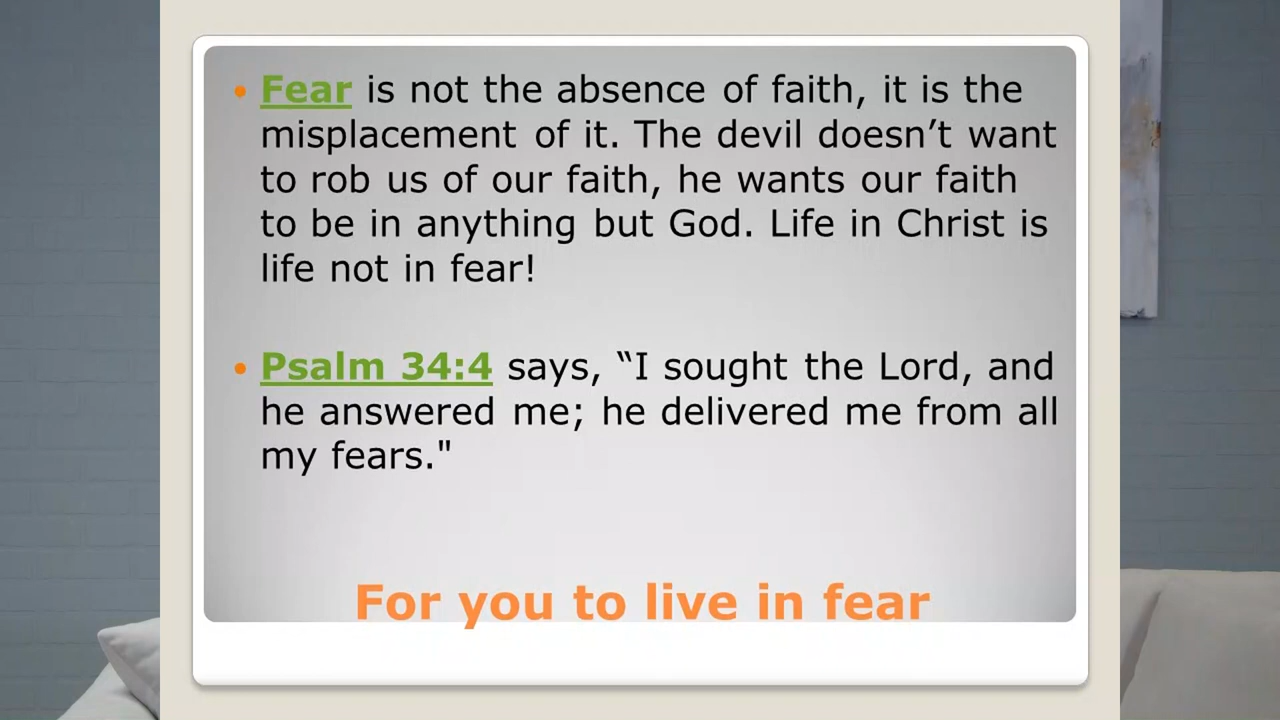 • Fear is not the absence of faith, it is the
misplacement of it. The devil doesn’t want
to rob us of our faith, he wants our faith
to be in anything but God. Life in Christ is
life not in fear!
• Psalm 34:4 says, “I sought the Lord, and
he answered me; he delivered me from all
my fears."
For you to live in fear